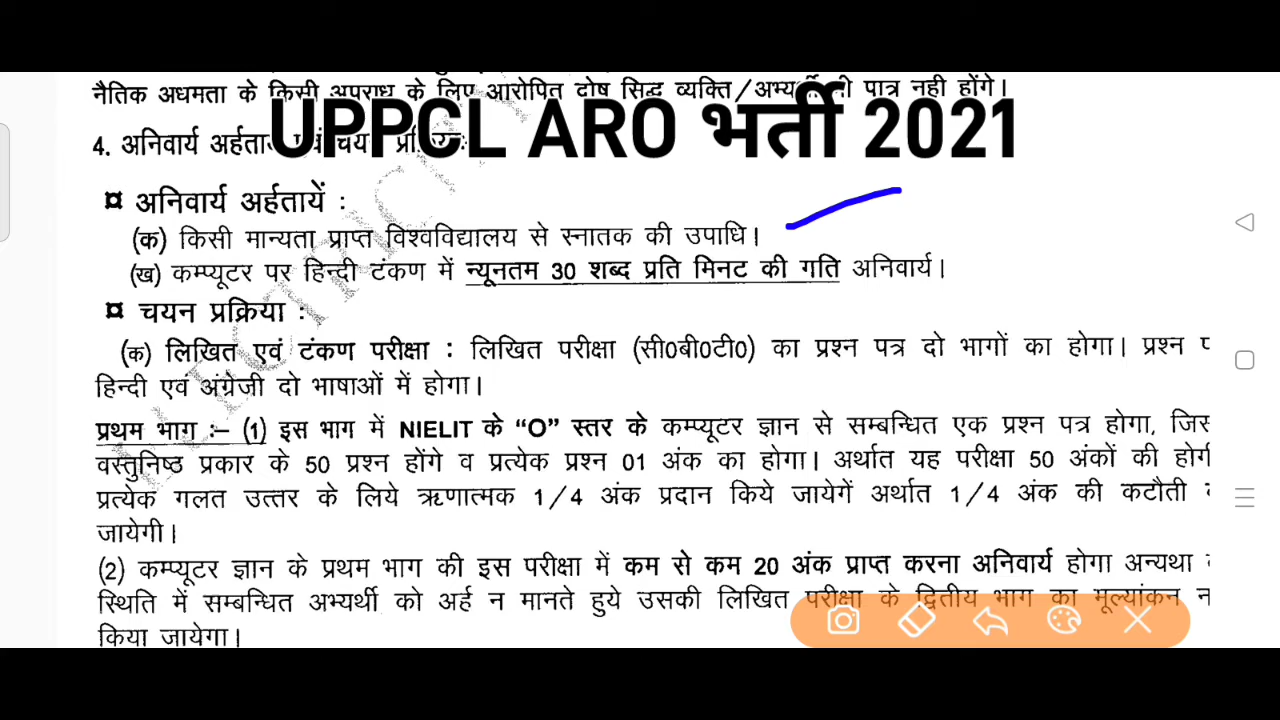 नैतिक अधमता के किसी अपराध के लिए आरोपित दोष सिद्ध व्यक्ति/अभ्यर्थी पात्र नही होंगे।
UPPCL ARO भर्ती 2021
4. अनिवार्य अर्हतायें एवं चयन प्रक्रिया:
¤ अनिवार्य अर्हतायें :
(क) किसी मान्यता प्राप्त विश्वविद्यालय से स्नातक की उपाधि।
(ख) कम्प्यूटर पर हिन्दी टंकण में न्यूनतम 30 शब्द प्रति मिनट की गति अनिवार्य।
¤ चयन प्रक्रिया :
(क) लिखित एवं टंकण परीक्षा : लिखित परीक्षा (सी0बी0टी0) का प्रश्न पत्र दो भागों का होगा। प्रश्न
हिन्दी एवं अंग्रेजी दो भाषाओं में होगा।
प्रथम भाग :– (1) इस भाग में NIELIT के “O” स्तर के कम्प्यूटर ज्ञान से सम्बन्धित एक प्रश्न पत्र होगा, जिस
वस्तुनिष्ठ प्रकार के 50 प्रश्न होंगे व प्रत्येक प्रश्न 01 अंक का होगा। अर्थात यह परीक्षा 50 अंकों की होगी
प्रत्येक गलत उत्तर के लिये ऋणात्मक 1/4 अंक प्रदान किये जायेगें अर्थात 1/4 अंक की कटौती
जायेगी।
(2) कम्प्यूटर ज्ञान के प्रथम भाग की इस परीक्षा में कम से कम 20 अंक प्राप्त करना अनिवार्य होगा अन्यथा
स्थिति में सम्बन्धित अभ्यर्थी को अर्ह न मानते हुये उसकी लिखित परीक्षा के द्वितीय भाग का मूल्यांकन
किया जायेगा।